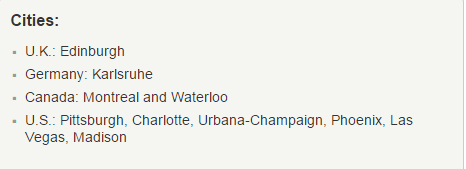 Cities:
U.K.: Edinburgh
Germany: Karlsruhe
Canada: Montreal and Waterloo
U.S.: Pittsburgh, Charlotte, Urbana-Champaign, Phoenix, Las
Vegas, Madison